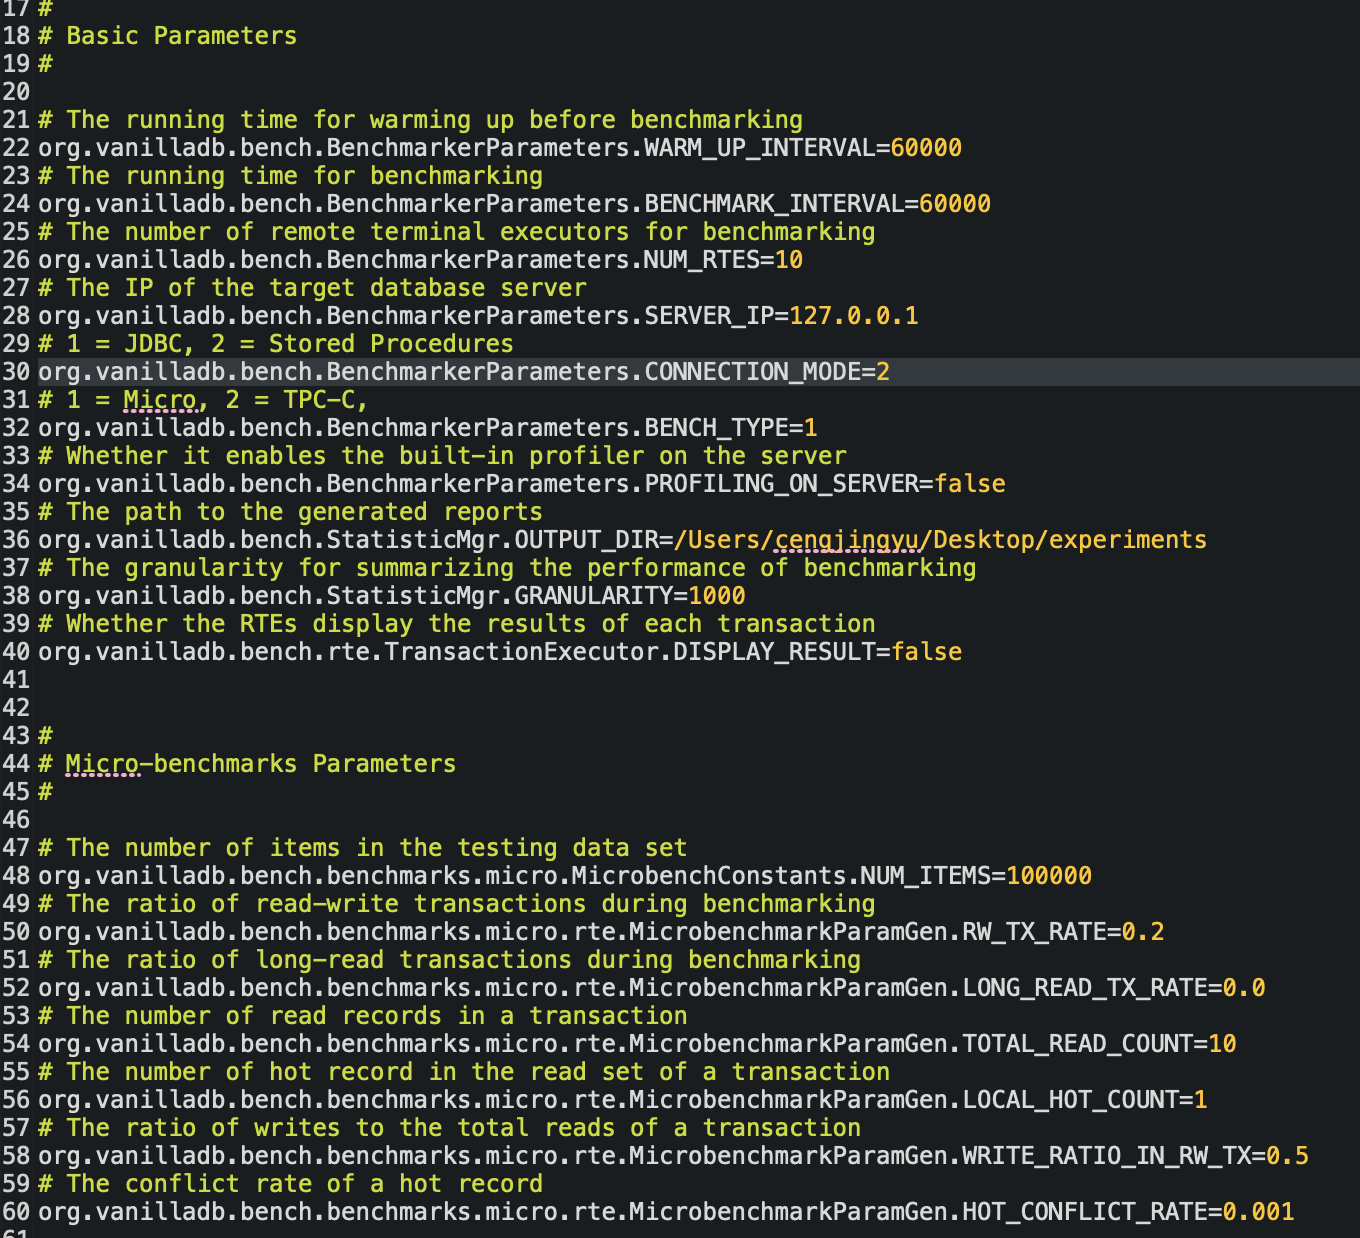 17 #
18 # Basic Parameters
19 #
20
21 # The running time for warming up before benchmarking
22 org.vanilladb.bench.BenchmarkerParameters.WARM_UP_INTERVAL=60000
23 # The running time for benchmarking
24 org.vanilladb.bench.BenchmarkerParameters.BENCHMARK_INTERVAL=60000
25 # The number of remote terminal executors for benchmarking
26 org.vanilladb.bench.BenchmarkerParameters.NUM_RTES=10
27 # The IP of the target database server
28 org.vanilladb.bench.BenchmarkerParameters.SERVER_IP=127.0.0.1
29 # 1 = JDBC, 2 = Stored Procedures
30 org.vanilladb.bench.BenchmarkerParameters.CONNECTION_MODE=2
31 # 1 = Micro, 2 = TPC-C,
32 org.vanilladb.bench.BenchmarkerParameters.BENCH_TYPE=1
33 # Whether it enables the built-in profiler on the server
34 org.vanilladb.bench.BenchmarkerParameters.PROFILING_ON_SERVER=false
35 # The path to the generated reports
36 org.vanilladb.bench.StatisticMgr.OUTPUT_DIR=/Users/cengjingyu/Desktop/experiments
37 # The granularity for summarizing the performance of benchmarking
38 org.vanilladb.bench.StatisticMgr.GRANULARITY=1000
39 # Whether the RTEs display the results of each transaction
40 org.vanilladb.bench.rte.TransactionExecutor.DISPLAY_RESULT=false
41
42
43 #
44 # Micro-benchmarks Parameters
45 #
46
47 # The number of items in the testing data set
48 org.vanilladb.bench.benchmarks.micro.MicrobenchConstants.NUM_ITEMS=100000
49 # The ratio of read-write transactions during benchmarking
50 org.vanilladb.bench.benchmarks.micro.rte.MicrobenchmarkParamGen.RW_TX_RATE=0.2
51 # The ratio of long-read transactions during benchmarking
52 org.vanilladb.bench.benchmarks.micro.rte.MicrobenchmarkParamGen.LONG_READ_TX_RATE=0.0
53 # The number of read records in a transaction
54 org.vanilladb.bench.benchmarks.micro.rte.MicrobenchmarkParamGen.TOTAL_READ_COUNT=10
55 # The number of hot record in the read set of a transaction
56 org.vanilladb.bench.benchmarks.micro.rte.MicrobenchmarkParamGen.LOCAL_HOT_COUNT=1
57 # The ratio of writes to the total reads of a transaction
58 org.vanilladb.bench.benchmarks.micro.rte.MicrobenchmarkParamGen.WRITE_RATIO_IN_RW_TX=0.5
59 # The conflict rate of a hot record
60 org.vanilladb.bench.benchmarks.micro.rte.MicrobenchmarkParamGen.HOT_CONFLICT_RATE=0.001
61